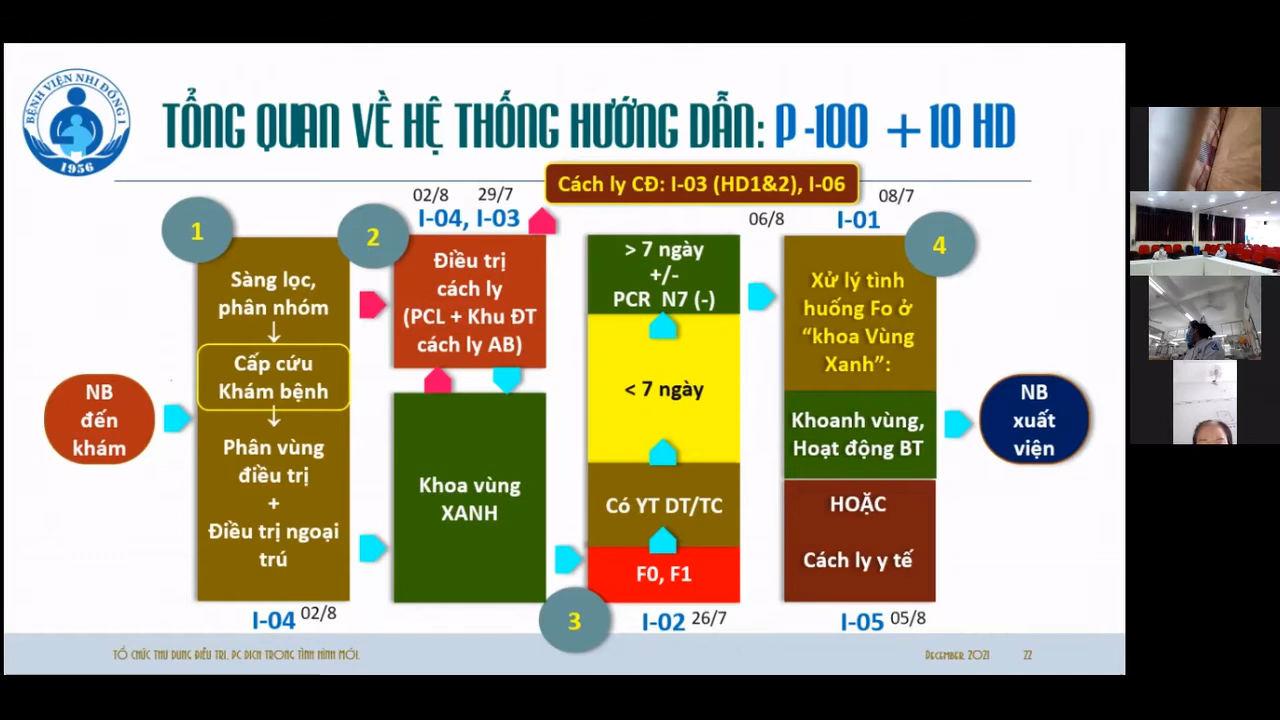 BỆNH VIỆN NHI ĐỒNG 1
1956
TỔNG QUAN VỀ HỆ THỐNG HƯỚNG DẪN: P -100 + 10 HD
Cách ly CĐ: I-03 (HD1&2), I-06
NB
đến
khám
1
Sàng lọc,
phân nhóm
Cấp cứu
Khám bệnh
Phân vùng
điều trị
+
Điều trị ngoại
trú
I-04 02/8
2
02/8 29/7
I-04, I-03
Điều trị
cách ly
(PCL + Khu ĐT
cách ly AB)
Khoa vùng
XANH
3
> 7 ngày
+/-
PCR N7 (-)
< 7 ngày
Có YT DT/TC
F0, F1
I-02 26/7
06/8
08/7
I-01
4
Xử lý tình
huống Fo ở
“khoa Vùng
Xanh”:
Khoanh vùng,
Hoạt động BT
HOẶC
Cách ly y tế
I-05 05/8
NB
xuất
viện
TỔ CHỨC THU DUNG ĐIỀU TRỊ. PC DỊCH TRONG TÌNH HÌNH MỚI.
December, 2021
22